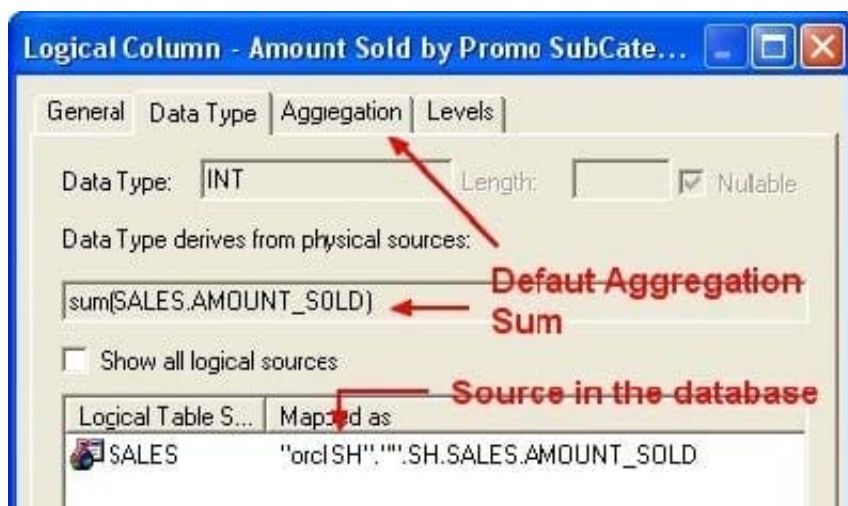 Logical Column - Amount Sold by Promo SubCate...
General Data Type Aggregation Levels
Data Type: INT Length: Nullable
Data Type derives from physical sources:
Defaut Aggregation
sum(SALES.AMOUNT_SOLD)
Sum
Show all logical sources
Source in the database
Logical Table S... Mapped as
SALES "orclSH"."".SH.SALES.AMOUNT_SOLD